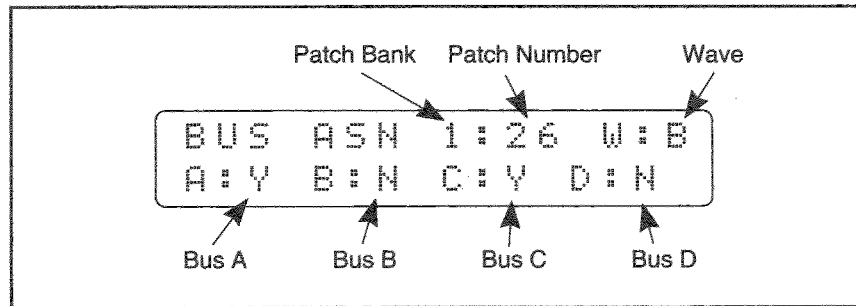 Patch Bank Patch Number Wave
BUS ASN 1:26 W:B
A:Y B:N C:Y D:N
Bus A Bus B Bus C Bus D